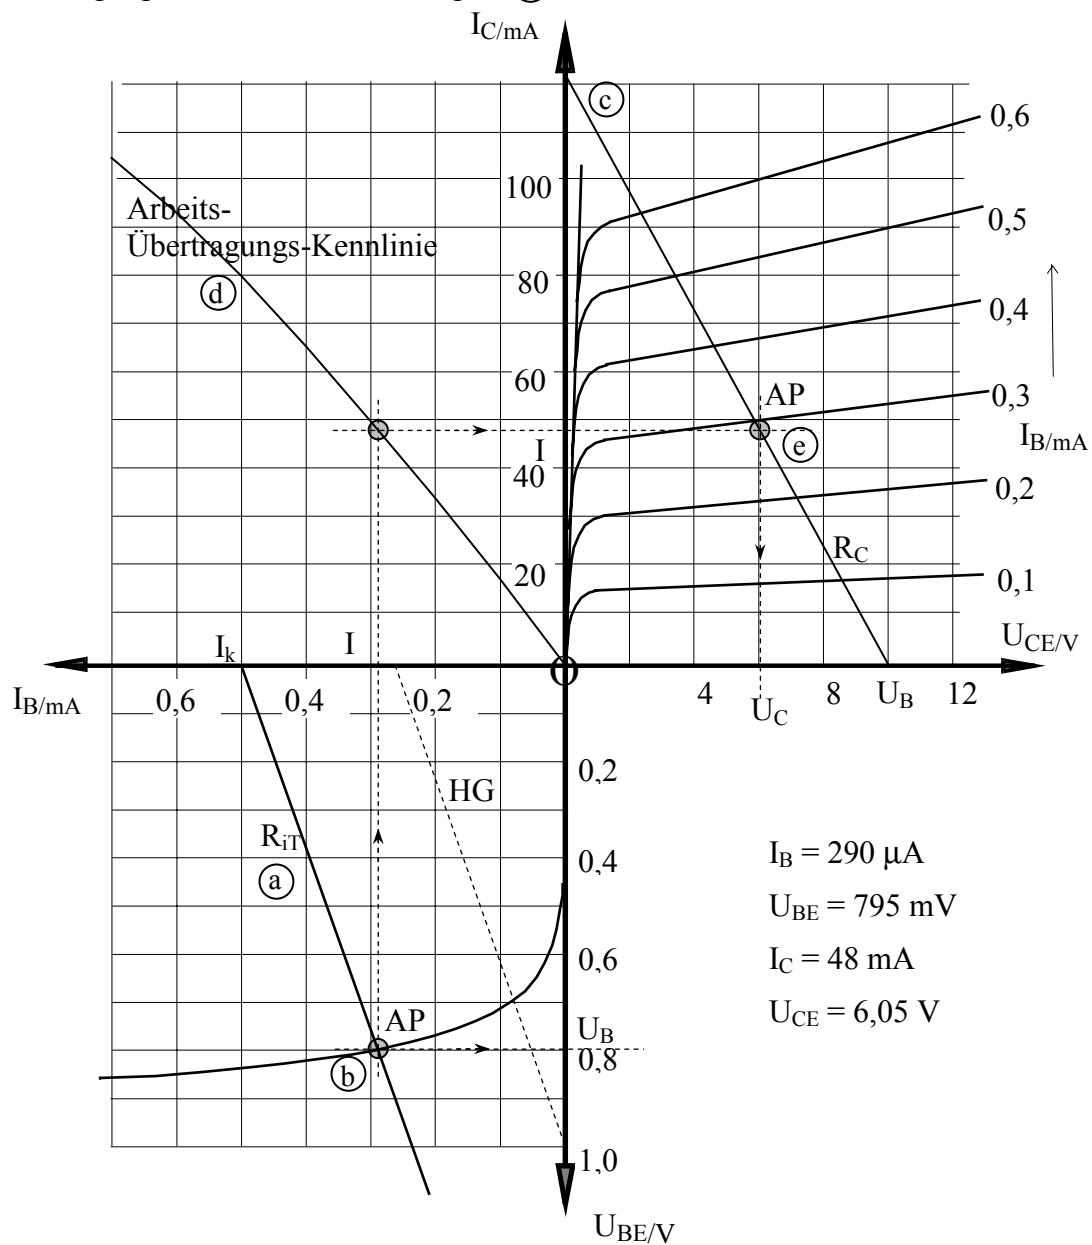 I_C/mA
c
0,6
100
Arbeits-
Übertragungs-Kennlinie
0,5
d
80
0,4
60
AP
0,3
I
e
I_B/mA
40
0,2
R_C
20
0,1
I_k
I
U_CE/V
O
I_B/mA
0,6
0,4
0,2
4
U_C
8
U_B
12
0,2
HG
R_iT
0,4
I_B = 290 μA
a
U_BE = 795 mV
0,6
I_C = 48 mA
AP
U_B
U_CE = 6,05 V
0,8
b
1,0
U_BE/V